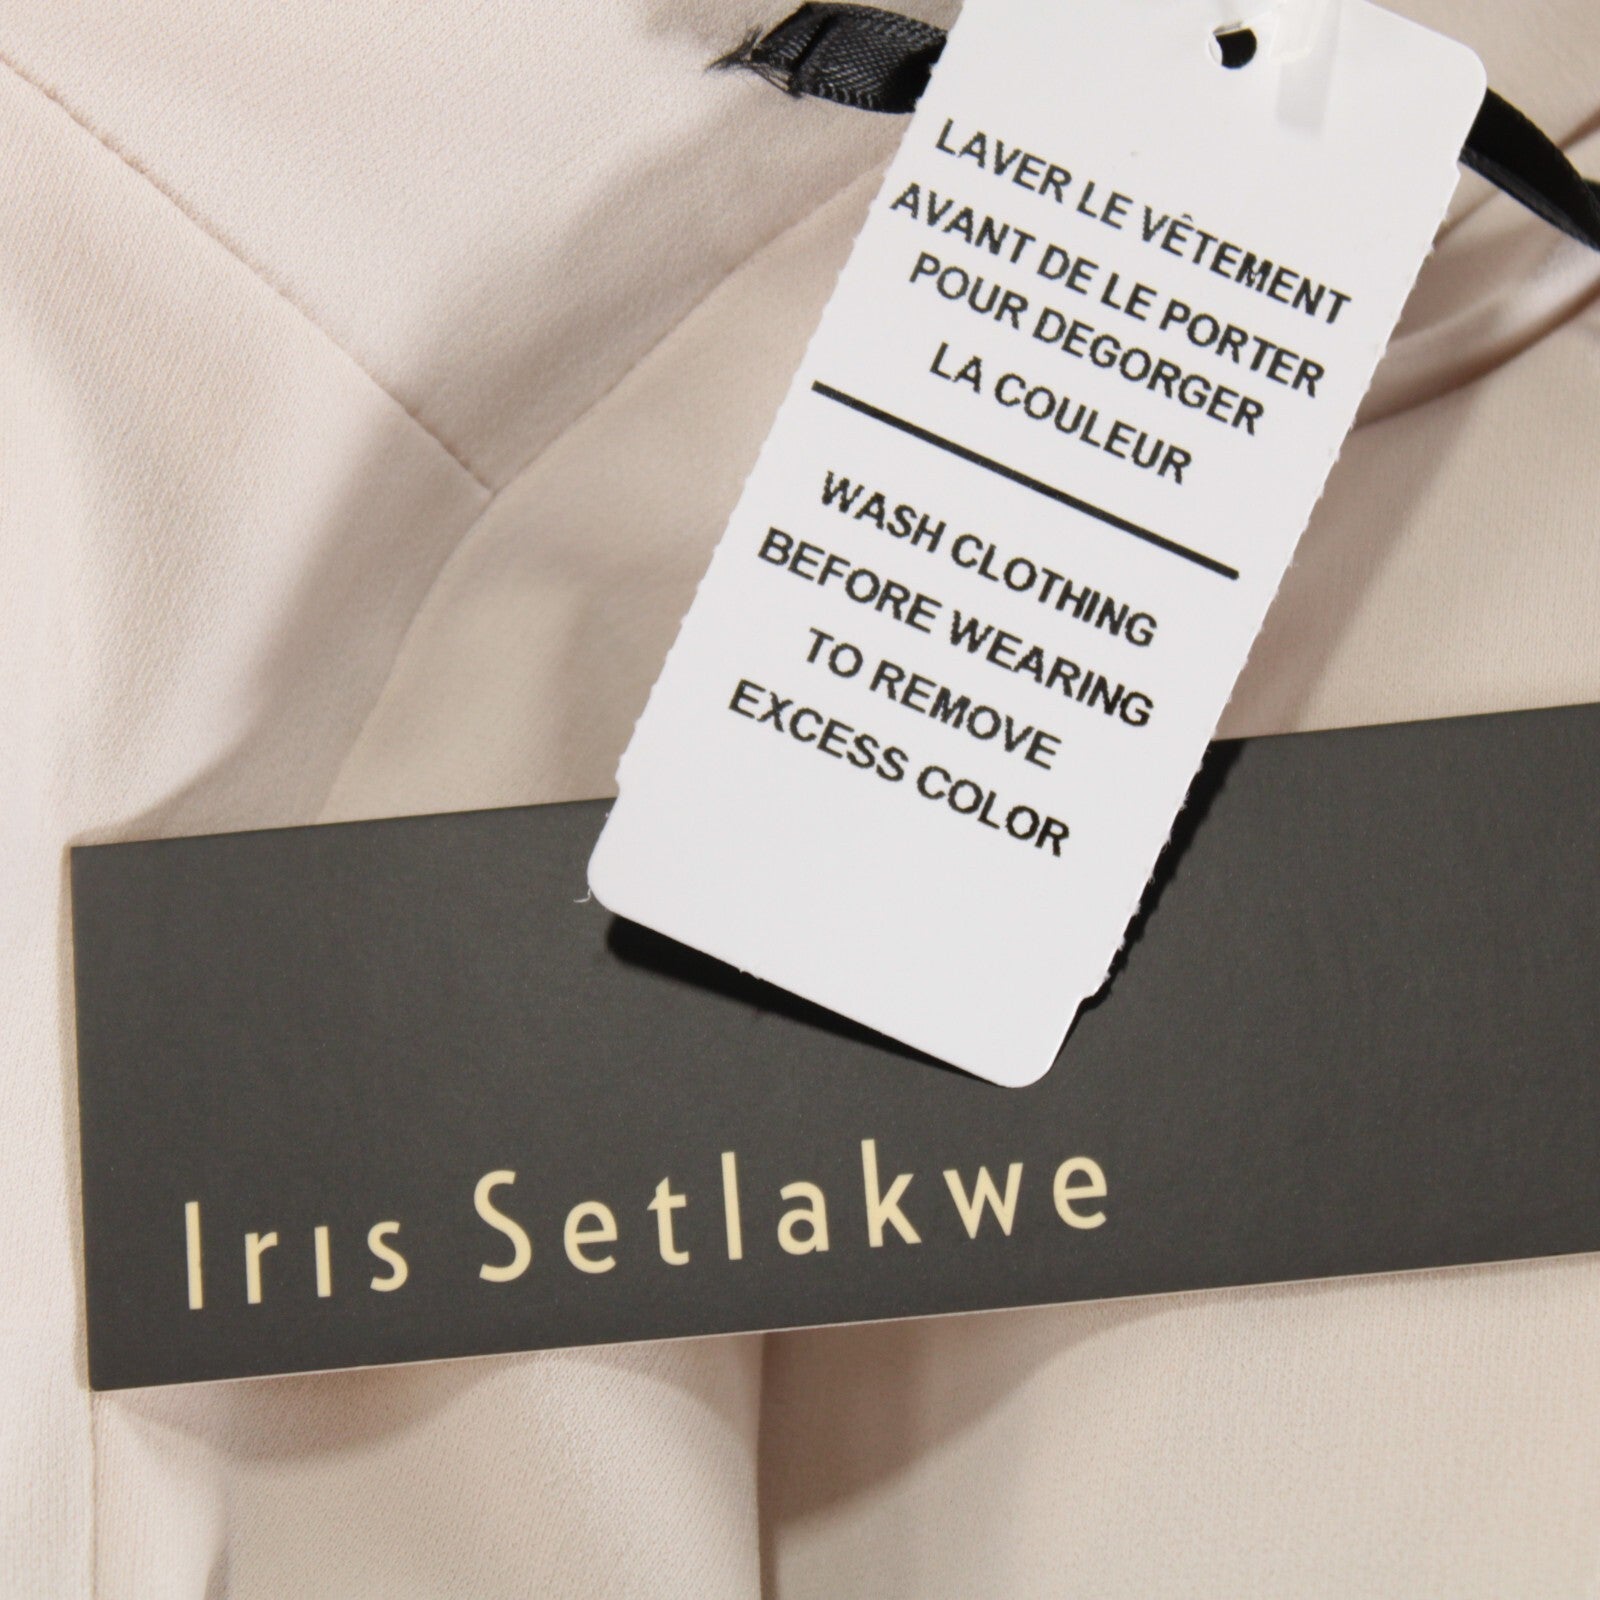 LAVER LE VÊTEMENT
AVANT DE LE PORTER
POUR DEGORGER
LA COULEUR
WASH CLOTHING
BEFORE WEARING
TO REMOVE
EXCESS COLOR
Iris Setlakwe